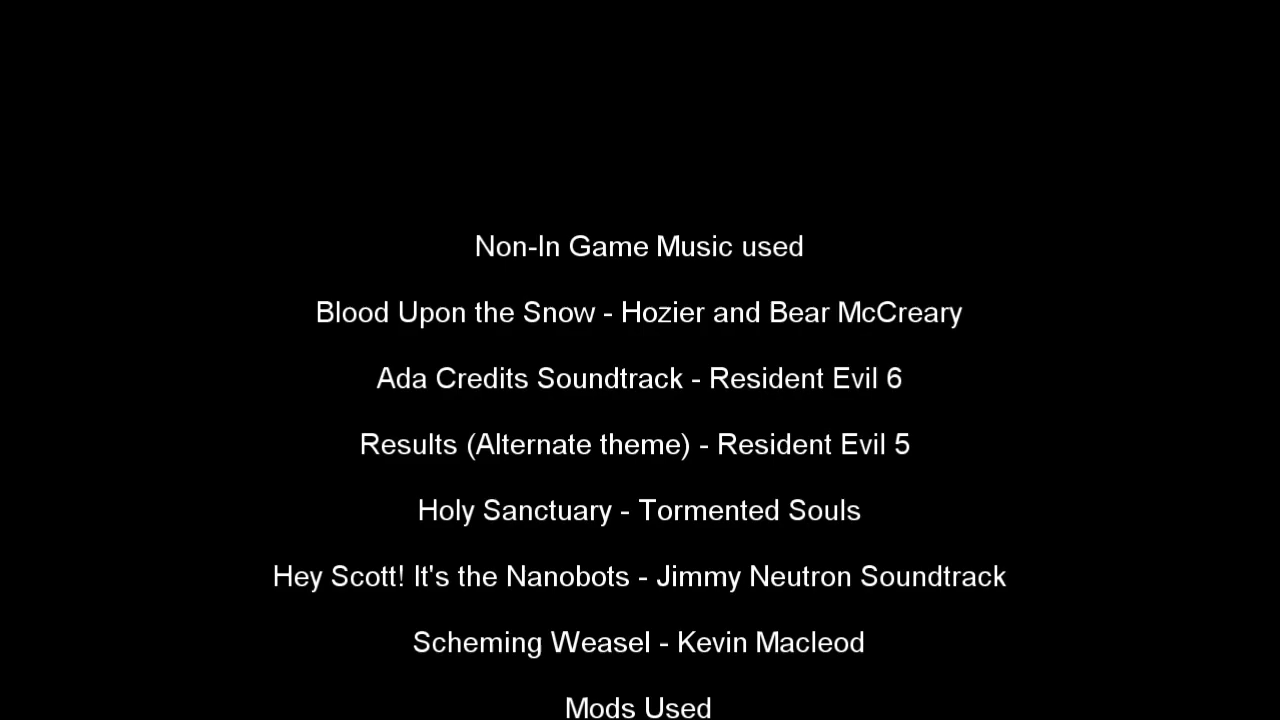 Non-In Game Music used
Blood Upon the Snow - Hozier and Bear McCreary
Ada Credits Soundtrack - Resident Evil 6
Results (Alternate theme) - Resident Evil 5
Holy Sanctuary - Tormented Souls
Hey Scott! It's the Nanobots - Jimmy Neutron Soundtrack
Scheming Weasel - Kevin Macleod
Mods Used